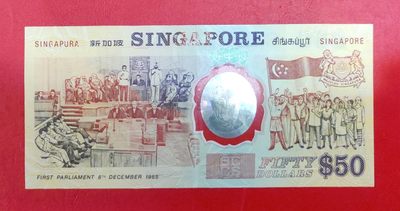 SINGAPURA 新加坡 SINGAPORE சிங்கப்பூர் SINGAPORE
FIRST PARLIAMENT 8TH DECEMBER 1965
FIFTY
DOLLARS
$50